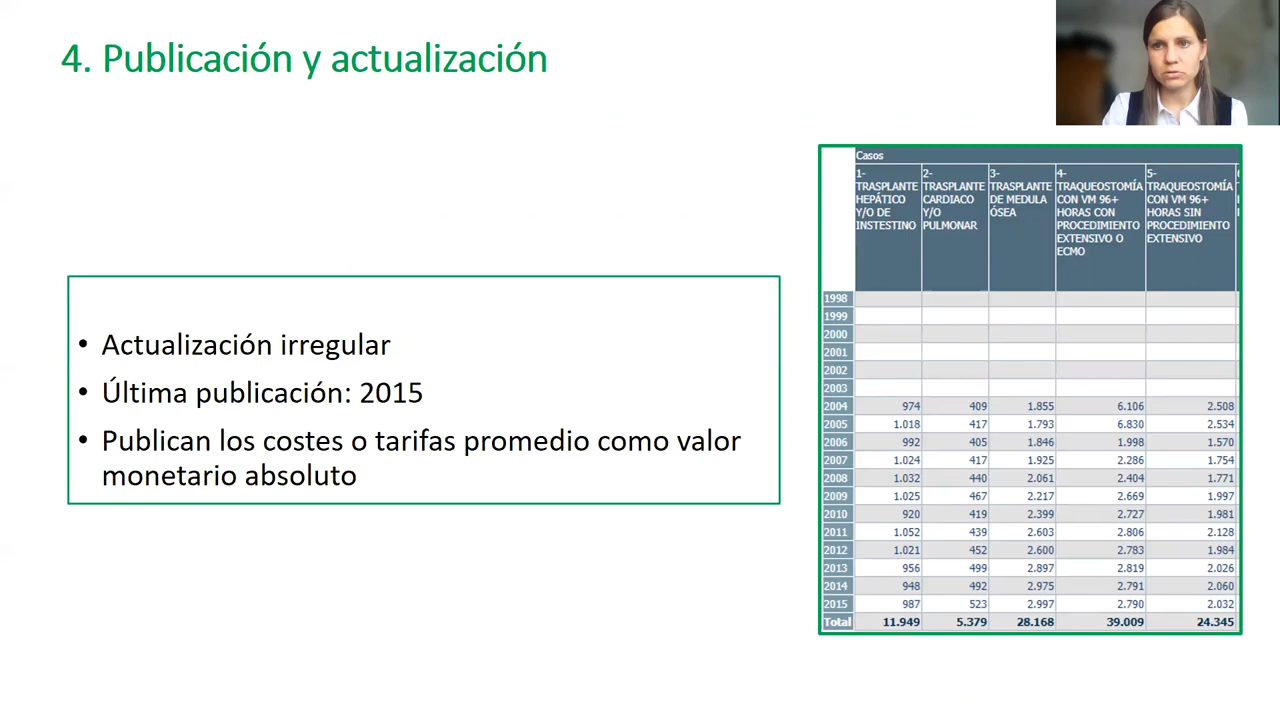 4. Publicación y actualización
• Actualización irregular
• Última publicación: 2015
• Publican los costes o tarifas promedio como valor
monetario absoluto
Casos
1- TRASPLANTE HEPÁTICO Y/O DE INSTESTINO 2- TRASPLANTE CARDIACO Y/O PULMONAR 3- TRASPLANTE DE MEDULA ÓSEA 4- TRAQUEOSTOMÍA CON VM 96+ HORAS CON PROCEDIMIENTO EXTENSIVO O ECMO 5- TRAQUEOSTOMÍA CON VM 96+ HORAS SIN PROCEDIMIENTO EXTENSIVO
1998
1999
2000
2001
2002
2003
2004 974 409 1.855 6.106 2.508
2005 1.018 417 1.793 6.830 2.534
2006 992 405 1.846 1.998 1.570
2007 1.024 417 1.925 2.286 1.754
2008 1.032 440 2.061 2.404 1.771
2009 1.025 467 2.217 2.669 1.997
2010 920 419 2.399 2.727 1.981
2011 1.052 439 2.603 2.806 2.128
2012 1.021 452 2.600 2.783 1.984
2013 956 499 2.897 2.819 2.026
2014 948 492 2.975 2.791 2.060
2015 987 523 2.997 2.790 2.032
Total 11.949 5.379 28.168 39.009 24.345